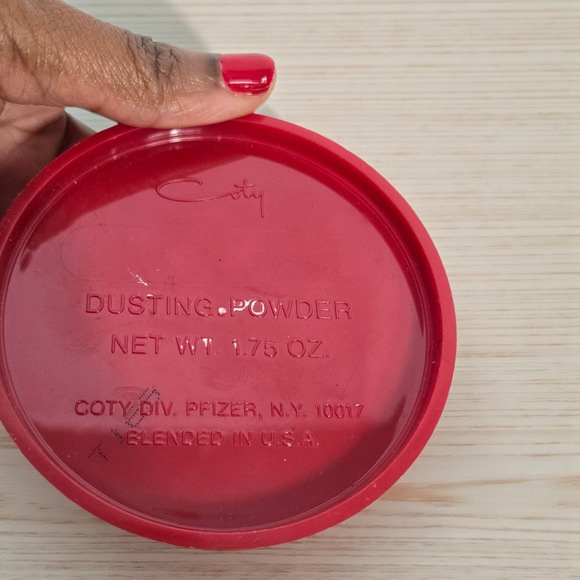 Coty
DUSTING POWDER
NET WT. 1.75 OZ.
COTY DIV. PFIZER, N.Y. 10017
BLENDED IN U.S.A.